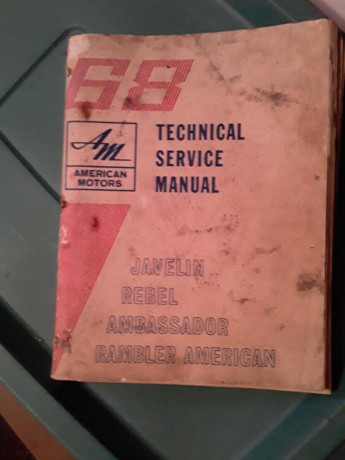 68
AM
AMERICAN
MOTORS
TECHNICAL
SERVICE
MANUAL
JAVELIN
REBEL
AMBASSADOR
RAMBLER AMERICAN